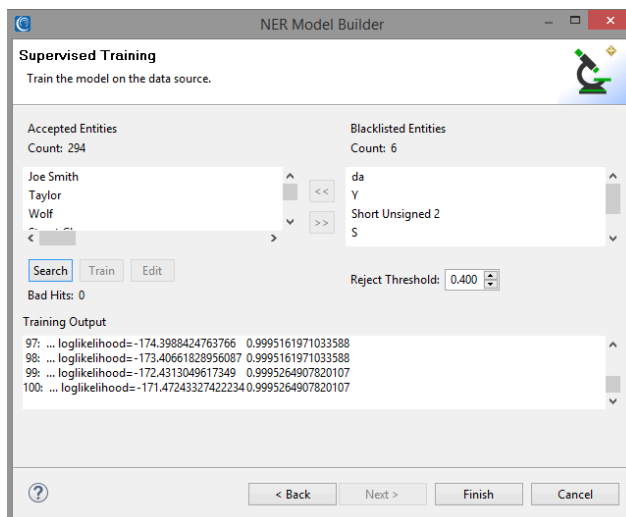 NER Model Builder
Supervised Training
Train the model on the data source.
Accepted Entities
Count: 294
Joe Smith
Taylor
Wolf
<<
>>
Blacklisted Entities
Count: 6
da
Y
Short Unsigned 2
S
Search Train Edit
Bad Hits: 0
Reject Threshold: 0.400
Training Output
97: ... loglikelihood=-174.3988424763766 0.9995161971033588
98: ... loglikelihood=-173.40661828956087 0.9995161971033588
99: ... loglikelihood=-172.4313049617349 0.9995264907820107
100: ... loglikelihood=-171.47243327422234 0.9995264907820107
< Back Next > Finish Cancel